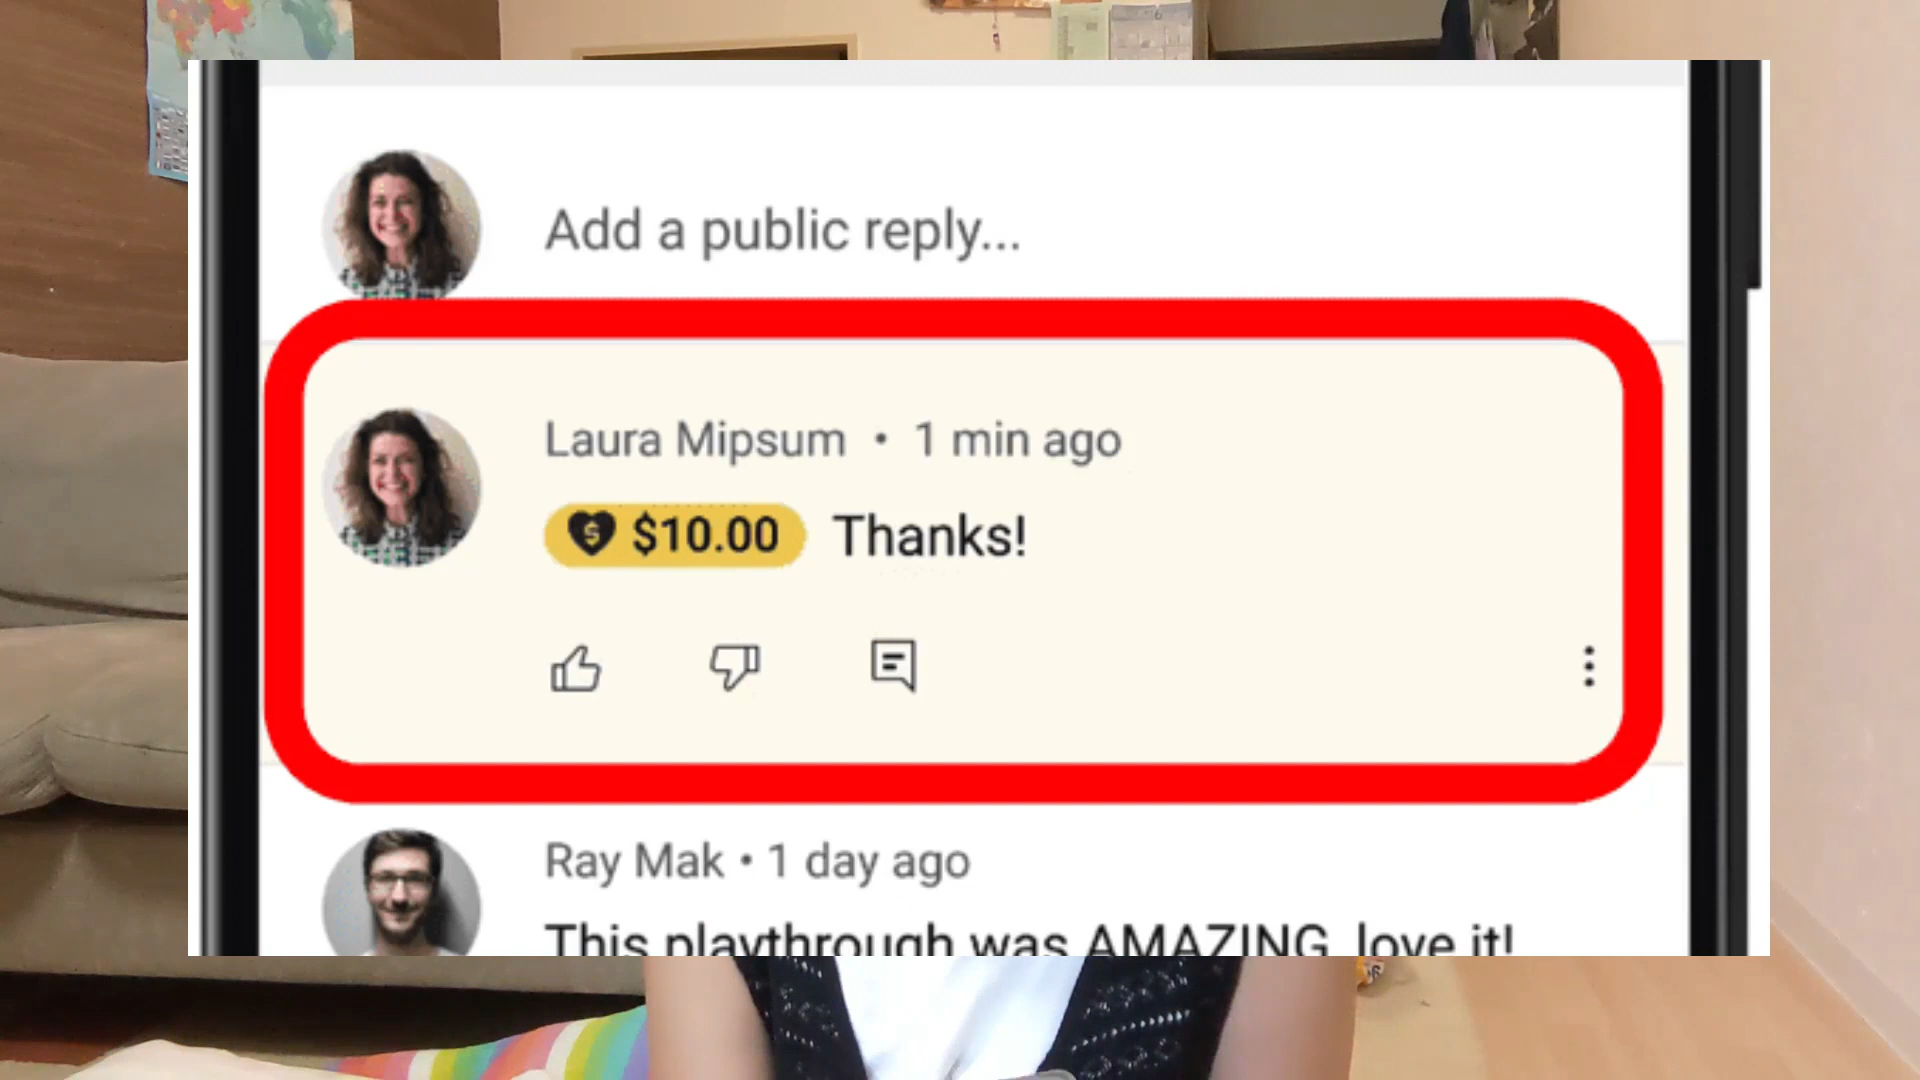 Add a public reply...
Laura Mipsum • 1 min ago
$10.00 Thanks!
Ray Mak • 1 day ago
This playthrough was AMAZING, love it!